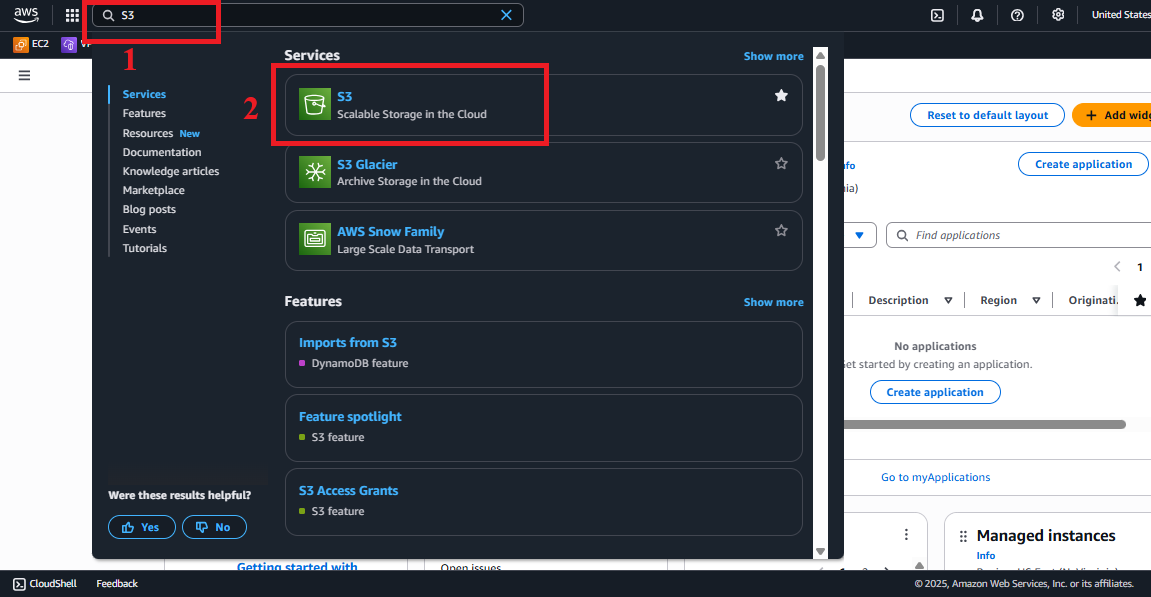 aws
S3
United States
EC2
1
Services
Features
Resources New
Documentation
Knowledge articles
Marketplace
Blog posts
Events
Tutorials
Were these results helpful?
Yes
No
Services
Show more
2
S3
Scalable Storage in the Cloud
S3 Glacier
Archive Storage in the Cloud
AWS Snow Family
Large Scale Data Transport
Features
Show more
Imports from S3
DynamoDB feature
Feature spotlight
S3 feature
S3 Access Grants
S3 feature
Reset to default layout
+ Add widg
nfo
Create application
nia)
Find applications
1
Description
Region
Originati.
No applications
Get started by creating an application.
Create application
Go to myApplications
Managed instances
Info
Getting started with
Open issues
CloudShell
Feedback
© 2025, Amazon Web Services, Inc. or its affiliates.